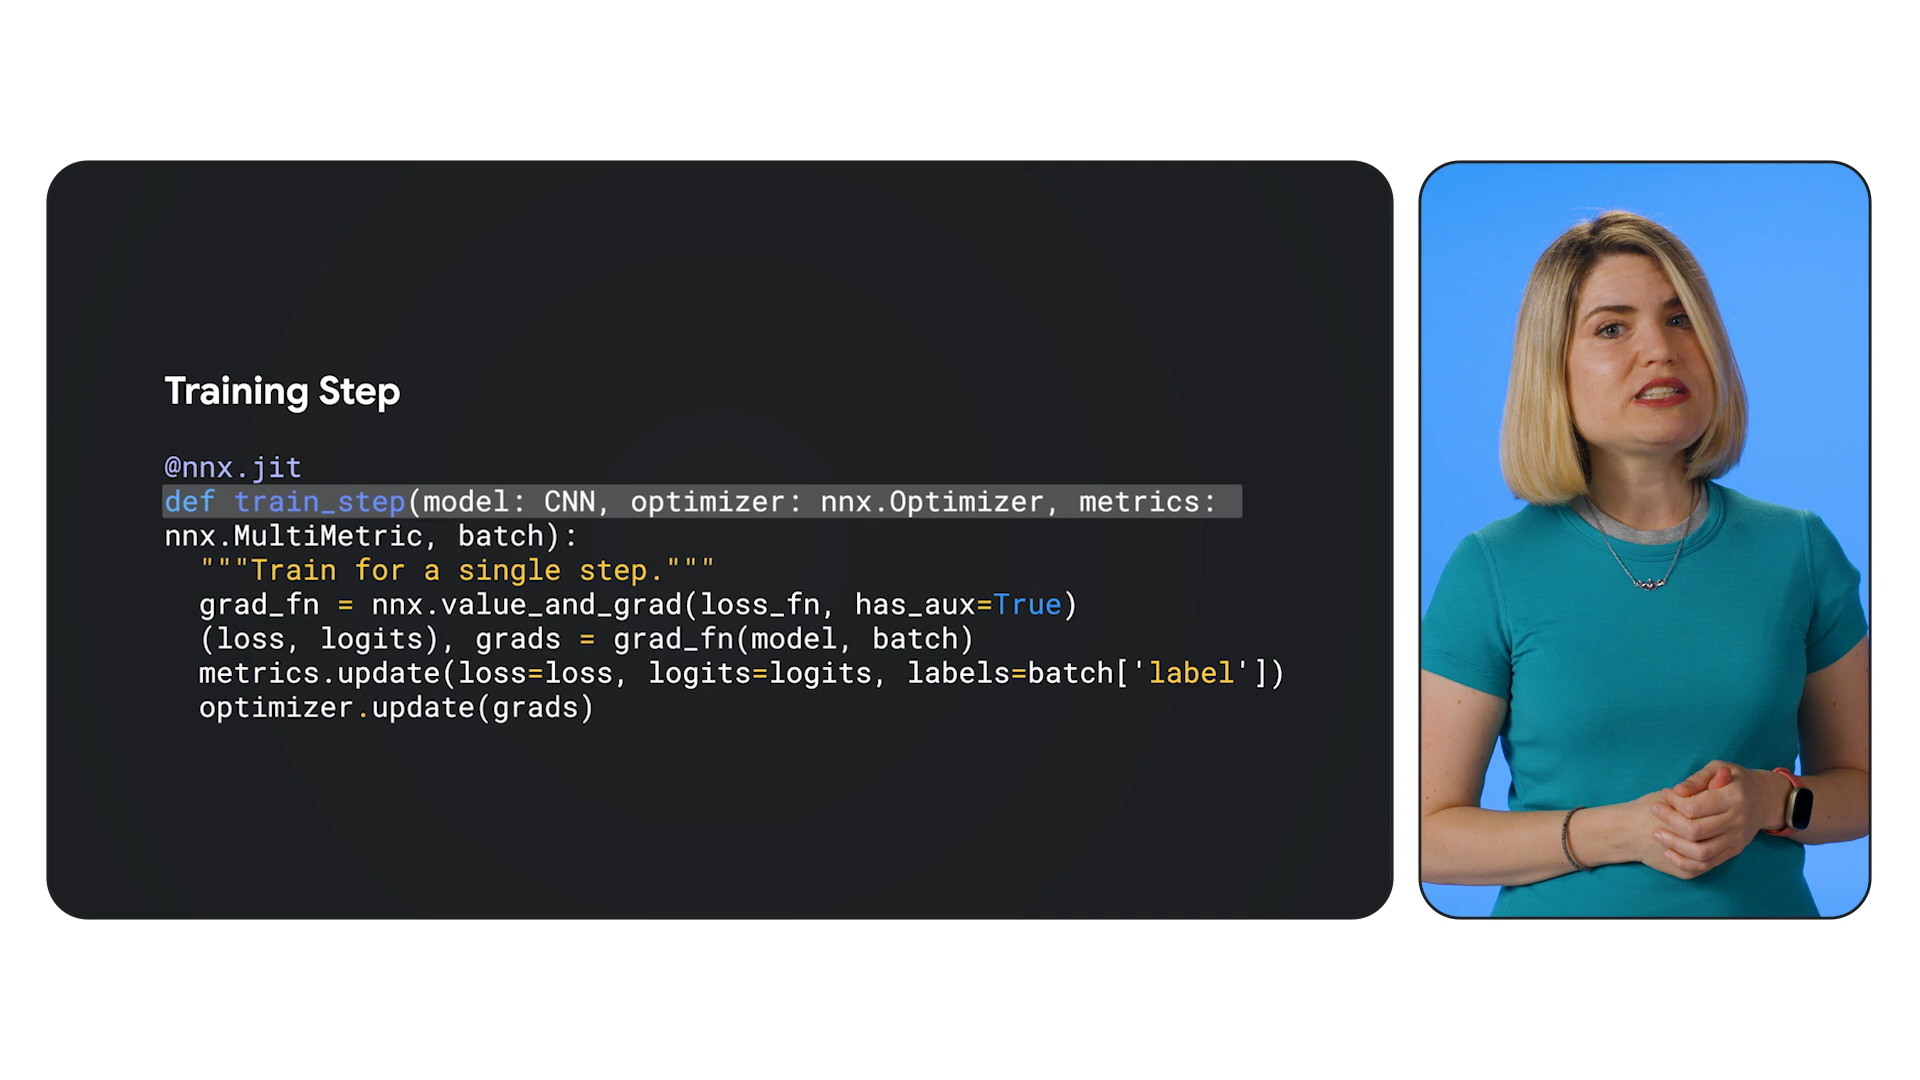 Training Step
@nnx.jit
def train_step(model: CNN, optimizer: nnx.Optimizer, metrics:
nnx.MultiMetric, batch):
  """Train for a single step."""
  grad_fn = nnx.value_and_grad(loss_fn, has_aux=True)
  (loss, logits), grads = grad_fn(model, batch)
  metrics.update(loss=loss, logits=logits, labels=batch['label'])
  optimizer.update(grads)